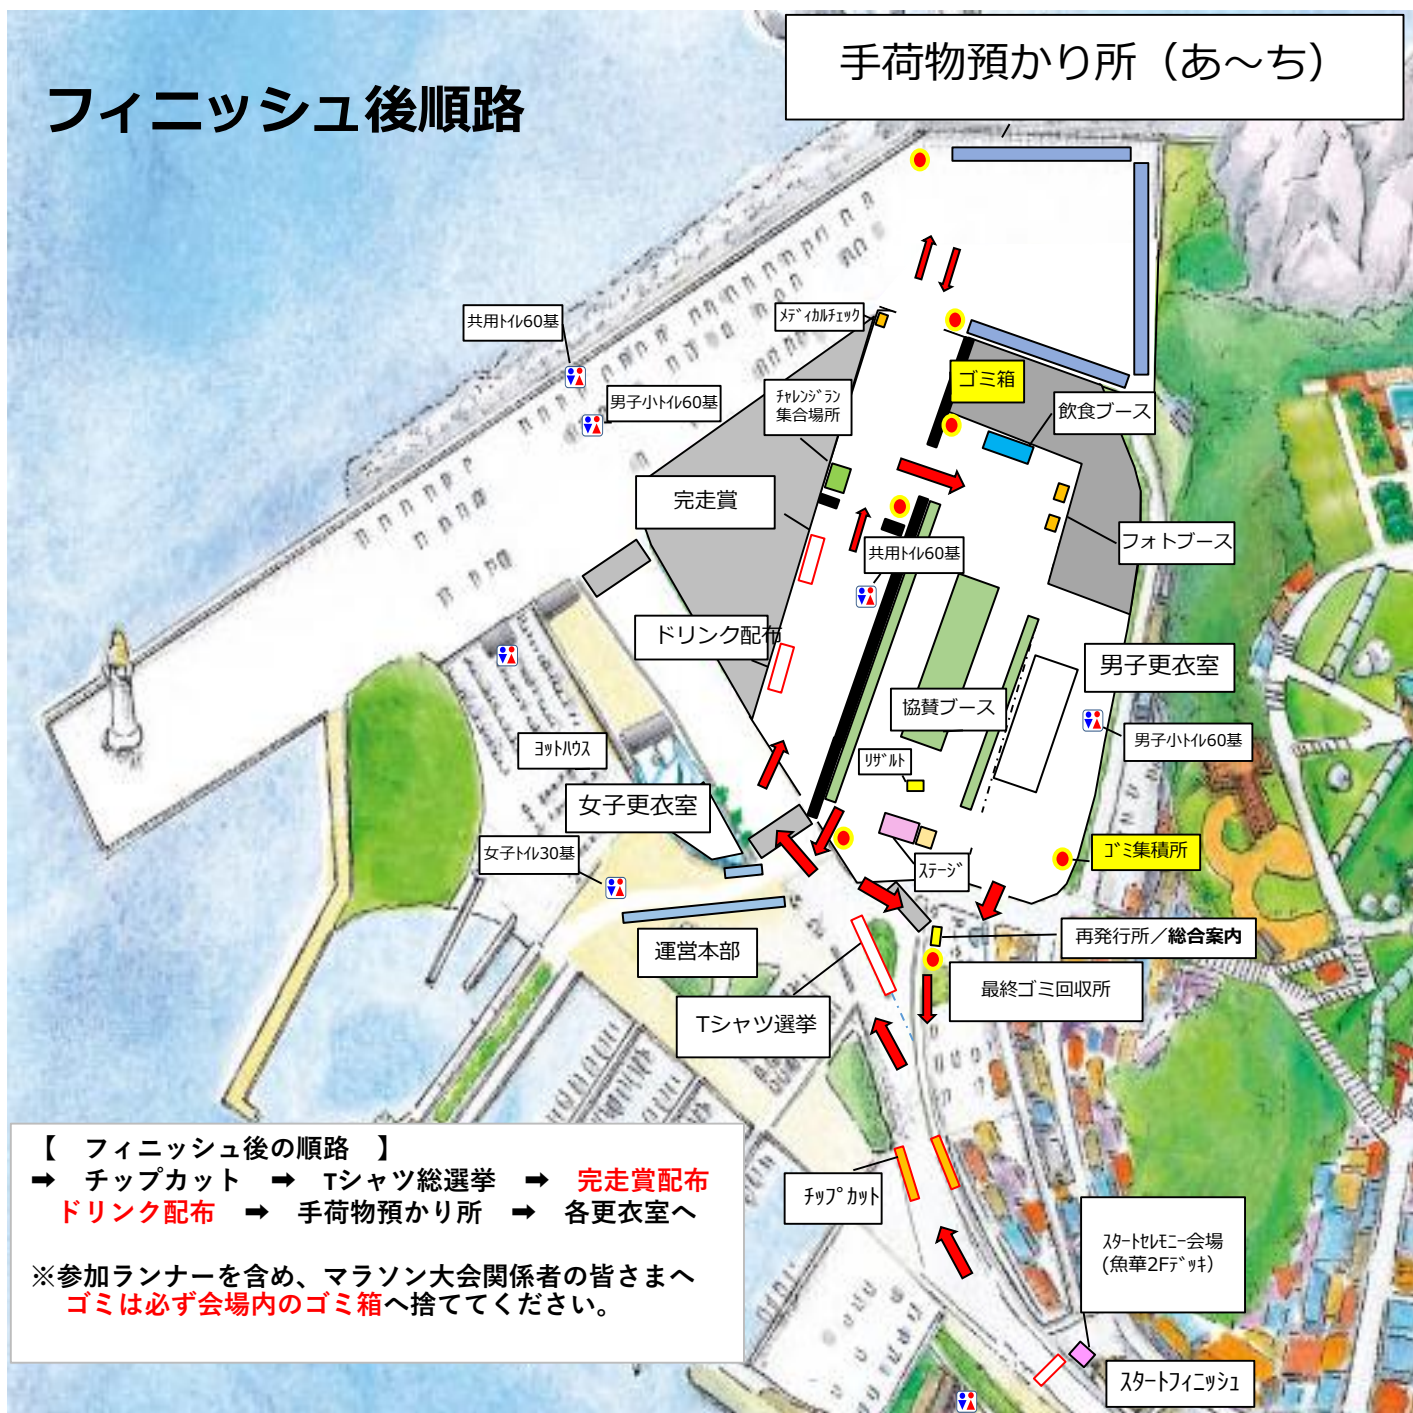 手荷物預かり所（あ～ち）
フィニッシュ後順路
共用ﾄｲﾚ60基
ﾒﾃﾞｨｶﾙﾁｪｯｸ
男子小ﾄｲﾚ60基
ﾁｬﾚﾝｼﾞﾗﾝ
集合場所
ゴミ箱
飲食ブース
完走賞
共用ﾄｲﾚ60基
フォトブース
ドリンク配布
男子更衣室
協賛ブース
男子小ﾄｲﾚ60基
ﾖｯﾄﾊｳｽ
ﾘｻﾞﾙﾄ
女子更衣室
女子ﾄｲﾚ30基
ｽﾃｰｼﾞ
ｺﾞﾐ集積所
運営本部
再発行所／総合案内
最終ゴミ回収所
Tシャツ選挙
チップカット
ｽﾀｰﾄｾﾚﾓﾆｰ会場
(魚華2Fﾃﾞｯｷ)
ｽﾀｰﾄフィニッシュ
【　フィニッシュ後の順路　】
➡　チップカット　➡　Tシャツ総選挙　➡　完走賞配布
ドリンク配布　➡　手荷物預かり所　➡　各更衣室へ
※参加ランナーを含め、マラソン大会関係者の皆さまへ
ゴミは必ず会場内のゴミ箱へ捨ててください。